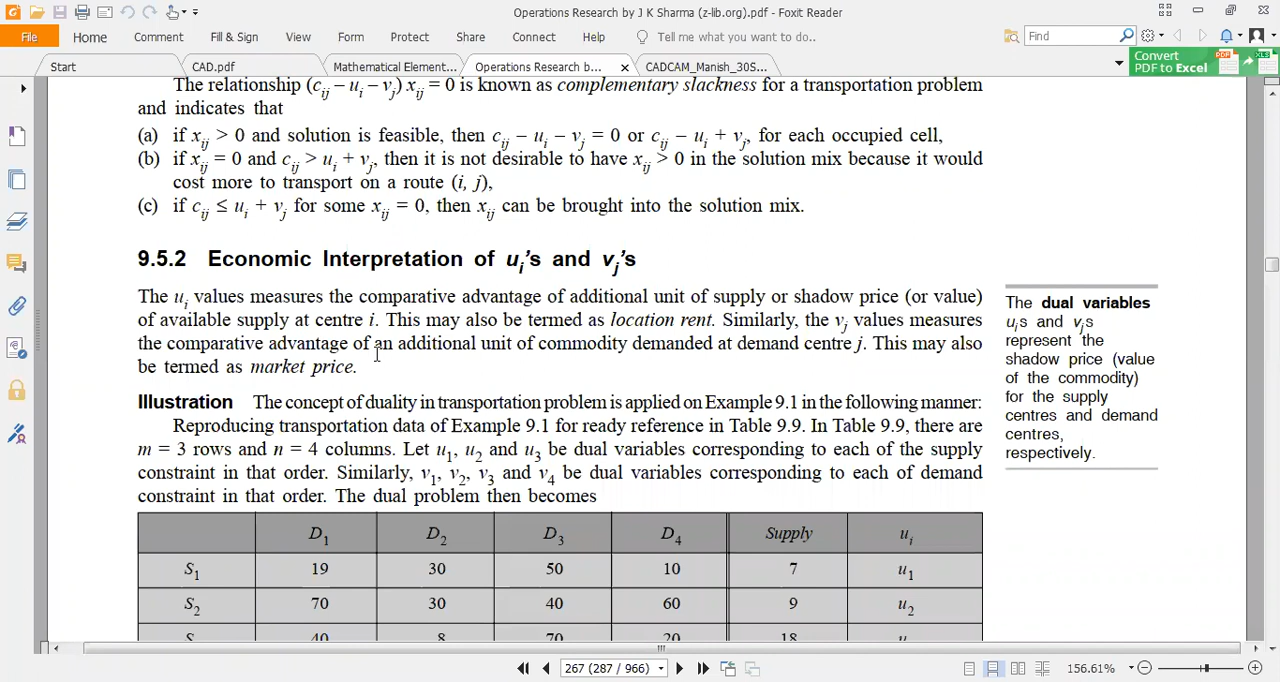 Operations Research by J K Sharma (z-lib.org).pdf - Foxit Reader
File Home Comment Fill & Sign View Form Protect Share Connect Help Tell me what you want to do.. Find
Start CAD.pdf Mathematical Elemen... Operations Research b... CADCAM_Manish_30S...
Convert
PDF to Excel
The relationship (cij – ui – vj) xij = 0 is known as complementary slackness for a transportation problem
and indicates that
(a) if xij > 0 and solution is feasible, then cij – ui – vj = 0 or cij – ui + vj, for each occupied cell,
(b) if xij = 0 and cij > ui + vj, then it is not desirable to have xij > 0 in the solution mix because it would
cost more to transport on a route (i, j),
(c) if cij ≤ ui + vj for some xij = 0, then xij can be brought into the solution mix.
9.5.2 Economic Interpretation of ui's and vj's
The ui values measures the comparative advantage of additional unit of supply or shadow price (or value)
of available supply at centre i. This may also be termed as location rent. Similarly, the vj values measures
the comparative advantage of an additional unit of commodity demanded at demand centre j. This may also
be termed as market price.
The dual variables
uis and vjs
represent the
shadow price (value
of the commodity)
for the supply
centres and demand
centres,
respectively.
Illustration The concept of duality in transportation problem is applied on Example 9.1 in the following manner:
Reproducing transportation data of Example 9.1 for ready reference in Table 9.9. In Table 9.9, there are
m = 3 rows and n = 4 columns. Let u1, u2 and u3 be dual variables corresponding to each of the supply
constraint in that order. Similarly, v1, v2, v3 and v4 be dual variables corresponding to each of demand
constraint in that order. The dual problem then becomes
D1 D2 D3 D4 Supply ui
S1 19 30 50 10 7 u1
S2 70 30 40 60 9 u2
S 40 8 70 20 18 u
267 (287 / 966) 156.61%